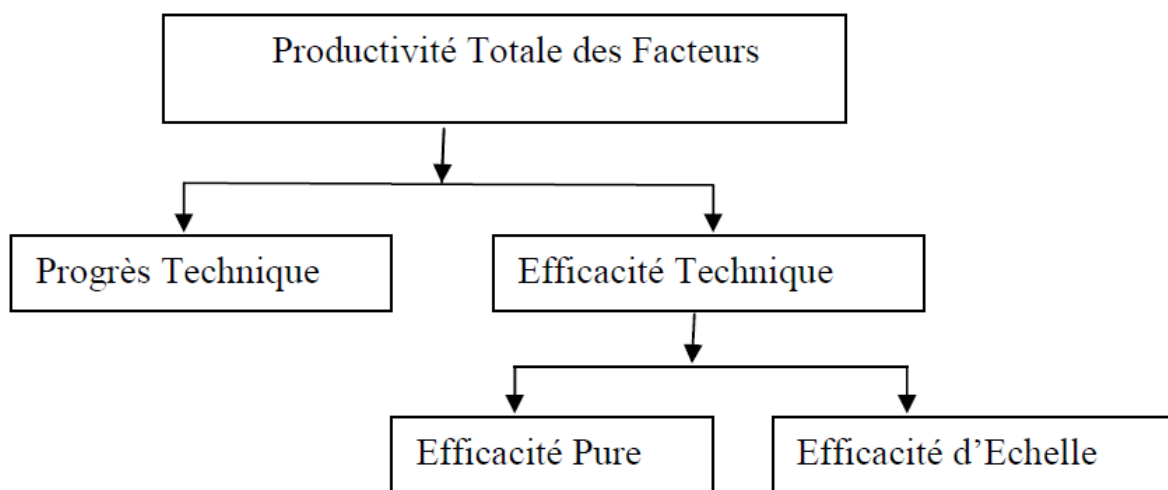 Productivité Totale des Facteurs
Progrès Technique
Efficacité Technique
Efficacité Pure
Efficacité d’Echelle